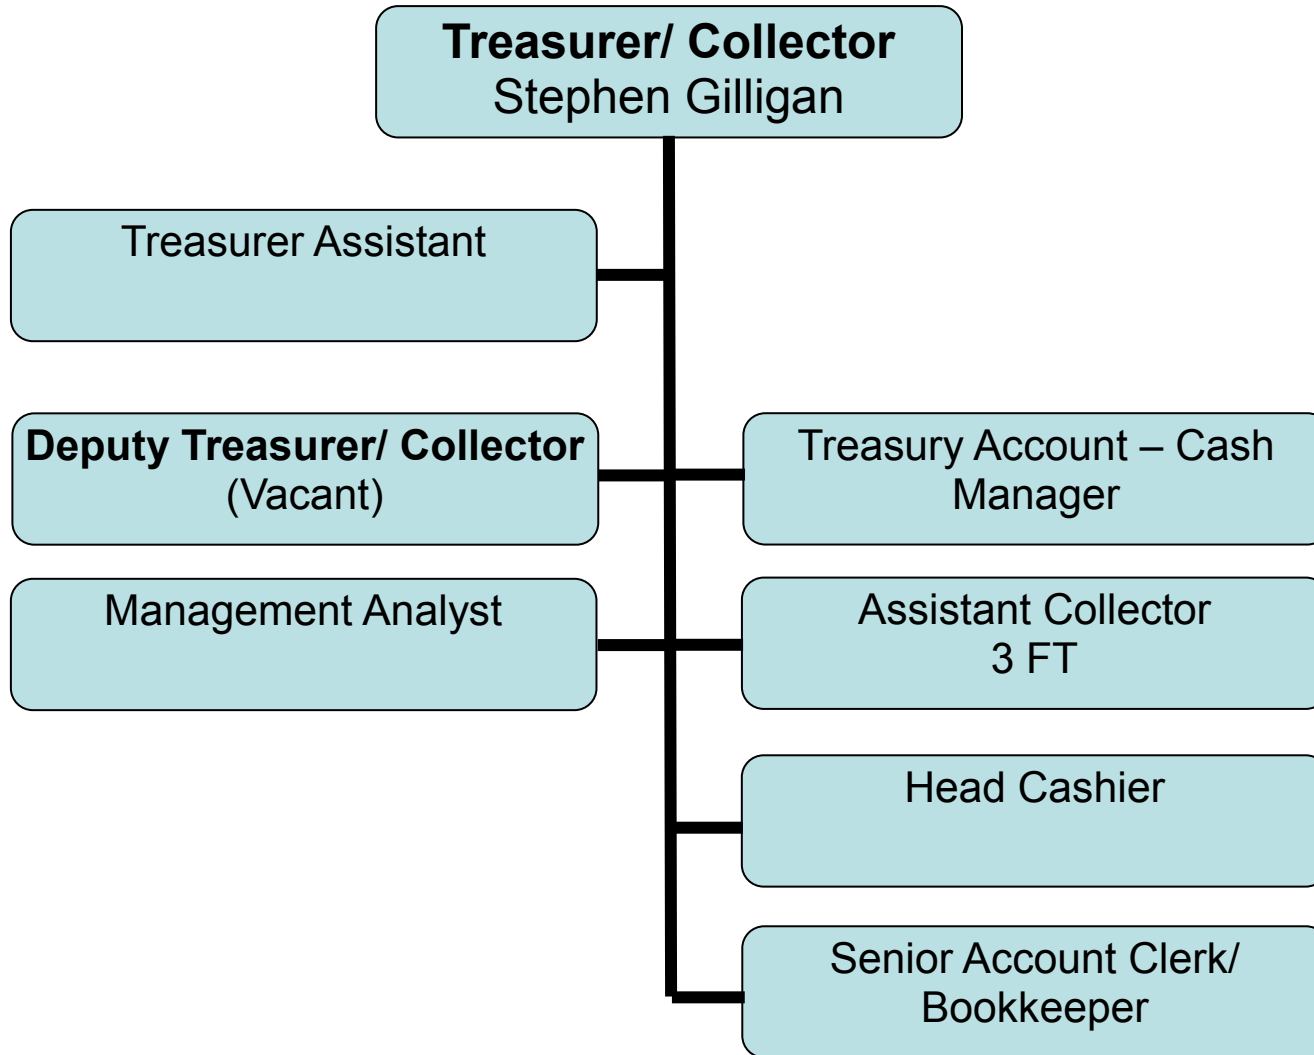 Treasurer/ Collector
Stephen Gilligan
Treasurer Assistant
Deputy Treasurer/ Collector
(Vacant)
Treasury Account – Cash
Manager
Management Analyst
Assistant Collector
3 FT
Head Cashier
Senior Account Clerk/
Bookkeeper